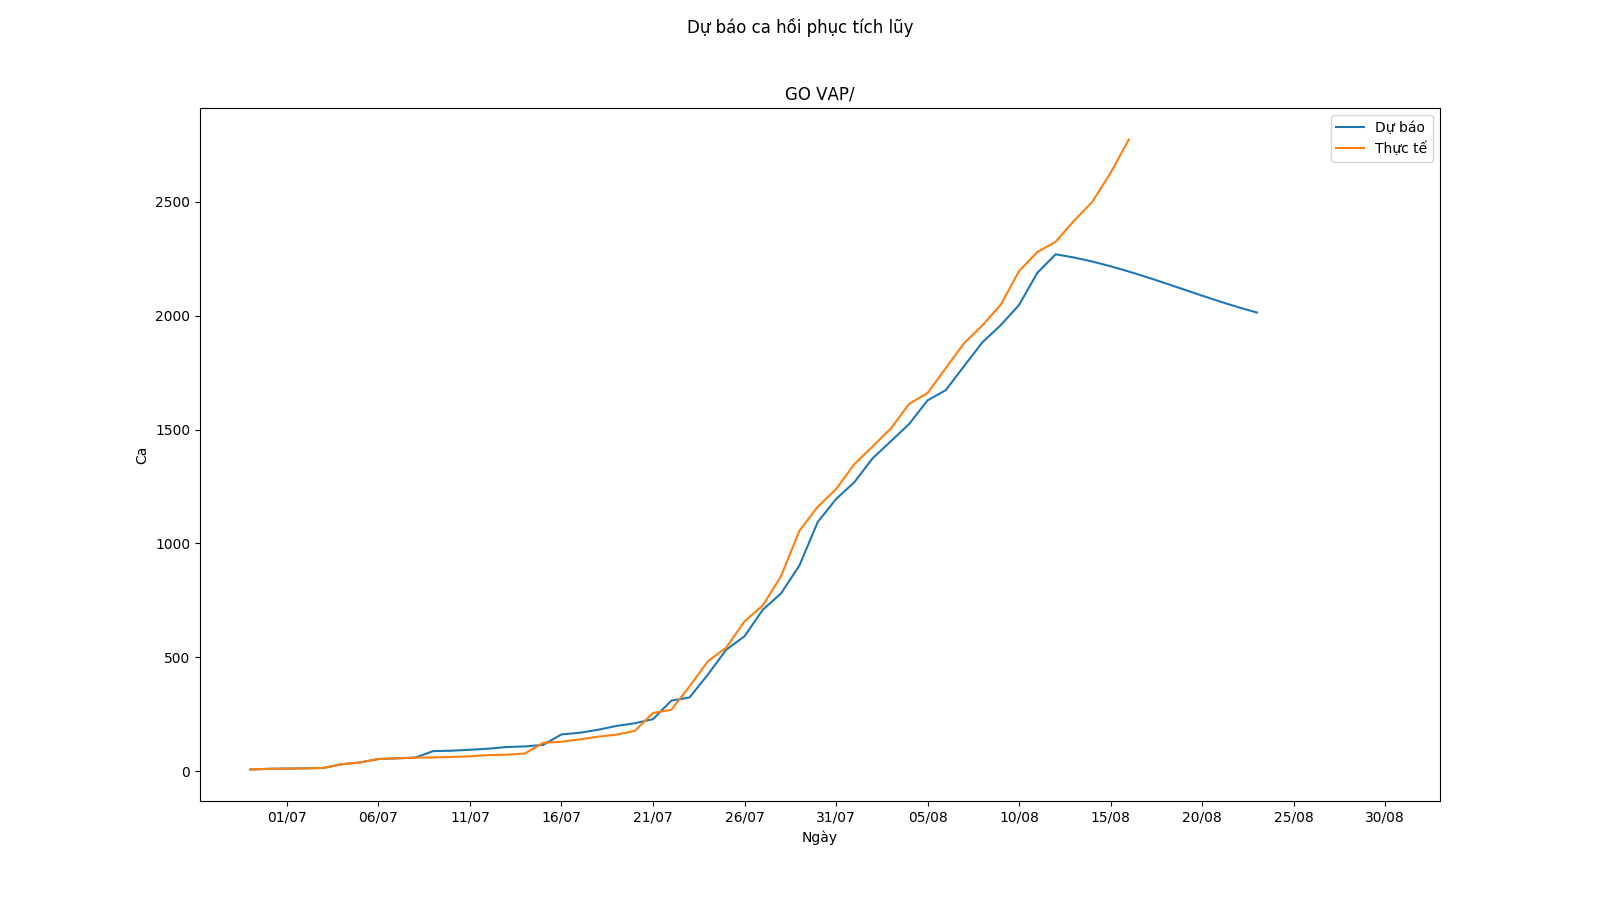 Dự báo ca hồi phục tích lũy
GO VAP/
Dự báo
Thực tế
2500
2000
1500
1000
500
0
Ca
01/07 06/07 11/07 16/07 21/07 26/07 31/07 05/08 10/08 15/08 20/08 25/08 30/08
Ngày